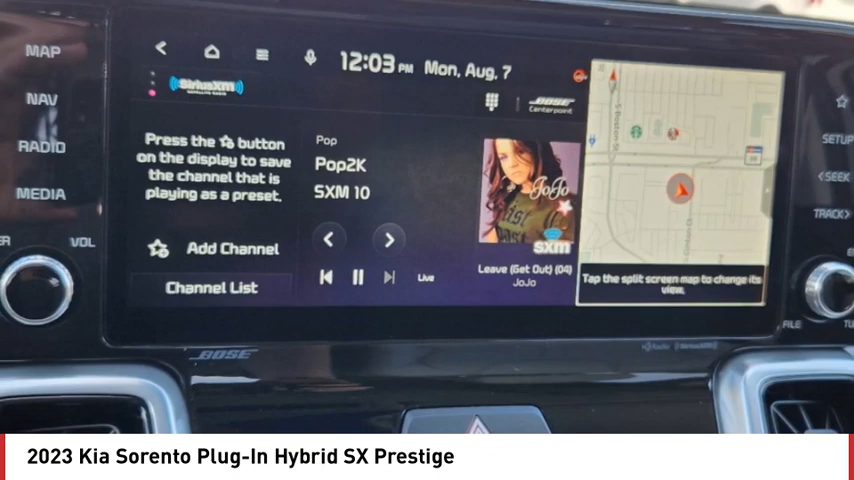 MAP
NAV
RADIO
MEDIA
VOL
12:03 PM Mon, Aug. 7
SiriusXM
SATELLITE RADIO
BOSE
Centerpoint
Press the button
on the display to save
the channel that is
playing as a preset.
Add Channel
Channel List
Pop
Pop2K
SXM 10
Live
JoJo
sxm
Leave (Get Out) (04)
JoJo
Tap the split screen map to change its
view.
SETUP
<SEEK
TRACK>
FILE
BOSE
2023 Kia Sorento Plug-In Hybrid SX Prestige